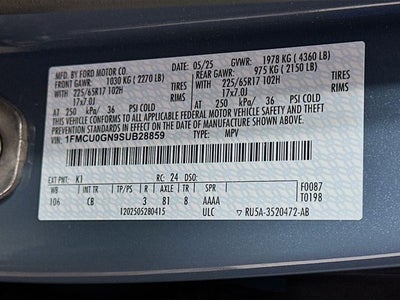 MFD. BY FORD MOTOR CO. 05/25 GVWR: 1978 KG ( 4360 LB)
FRONT GAWR: 1030 KG ( 2270 LB) REAR GAWR: 975 KG ( 2150 LB)
WITH 225/65R17 102H TIRES WITH 225/65R17 102H TIRES
17x7.0J RIMS 17x7.0J RIMS
AT 250 kPa/ 36 PSI COLD AT 250 kPa/ 36 PSI COLD
THIS VEHICLE CONFORMS TO ALL APPLICABLE FEDERAL MOTOR VEHICLE
SAFETY, BUMPER, AND THEFT PREVENTION STANDARDS IN EFFECT ON THE DATE
OF MANUFACTURE SHOWN ABOVE.
VIN: 1FMCU0GN9SUB28859 TYPE: MPV
EXT PNT: K1 RC: 24 DSO: F0087
WB INT TR TP/PS R AXLE TR SPR T0198
106 CB 3 81 8 AAAA
1202505280415 ULC RU5A-3520472-AB